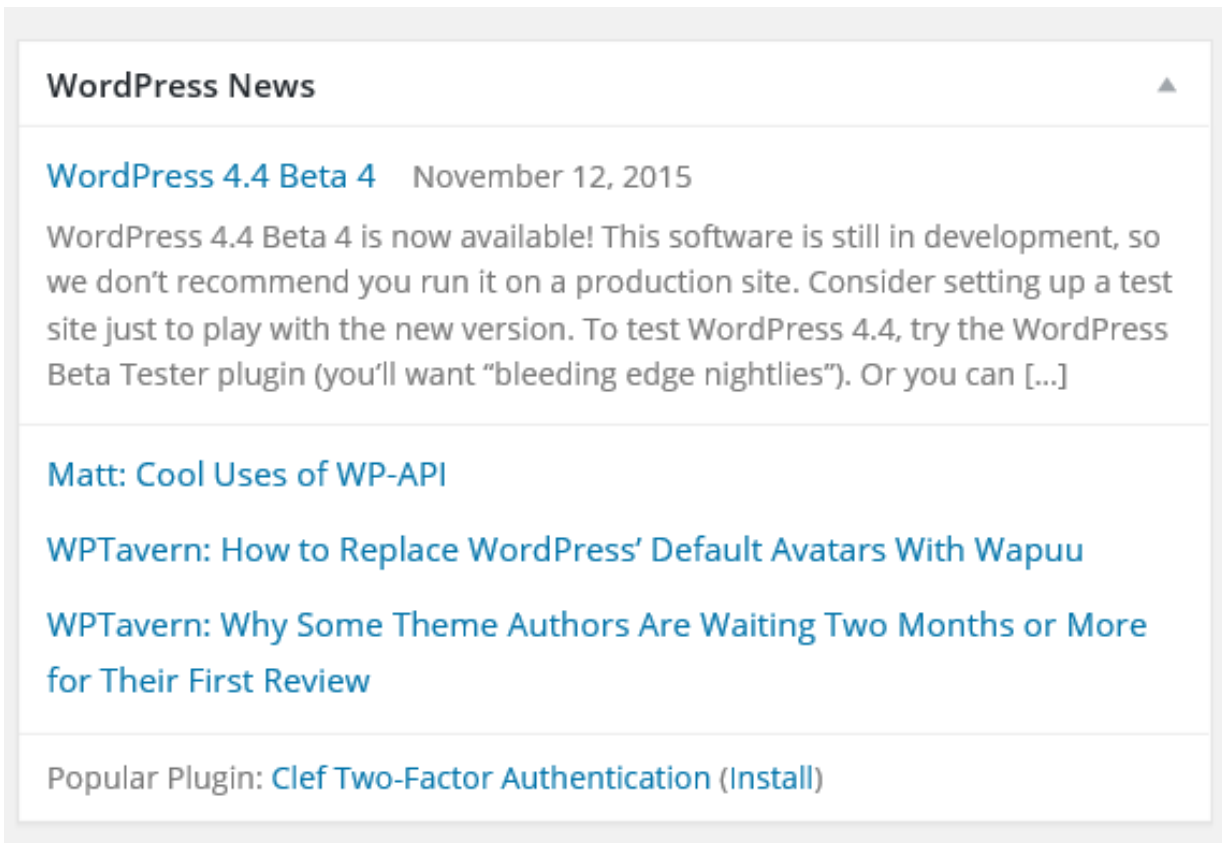 WordPress News
WordPress 4.4 Beta 4 November 12, 2015
WordPress 4.4 Beta 4 is now available! This software is still in development, so
we don’t recommend you run it on a production site. Consider setting up a test
site just to play with the new version. To test WordPress 4.4, try the WordPress
Beta Tester plugin (you’ll want “bleeding edge nightlies”). Or you can [...]
Matt: Cool Uses of WP-API
WPTavern: How to Replace WordPress’ Default Avatars With Wapuu
WPTavern: Why Some Theme Authors Are Waiting Two Months or More
for Their First Review
Popular Plugin: Clef Two-Factor Authentication (Install)